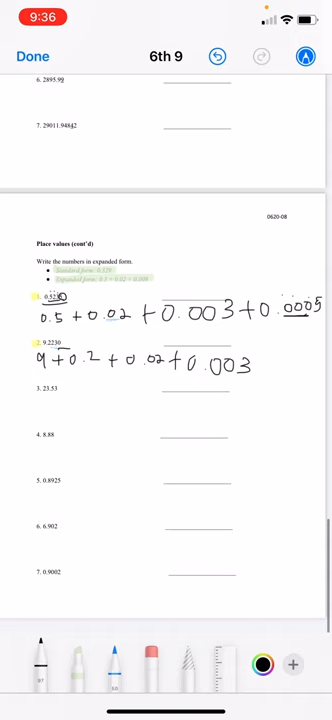 9:36
Done
6th 9
6. 2895.99
7. 29011.94842
0620-08
Place values (cont'd)
Write the numbers in expanded form.
Standard form: 0.329
Expanded form: 0.3 + 0.02 + 0.009
1.
0.5 + 0.02 + 0.003 + 0.0005
2. 9.2230
9 + 0.2 + 0.02 + 0.003
3. 23.53
4. 8.88
5. 0.8925
6. 6.902
7. 0.9002
97
50